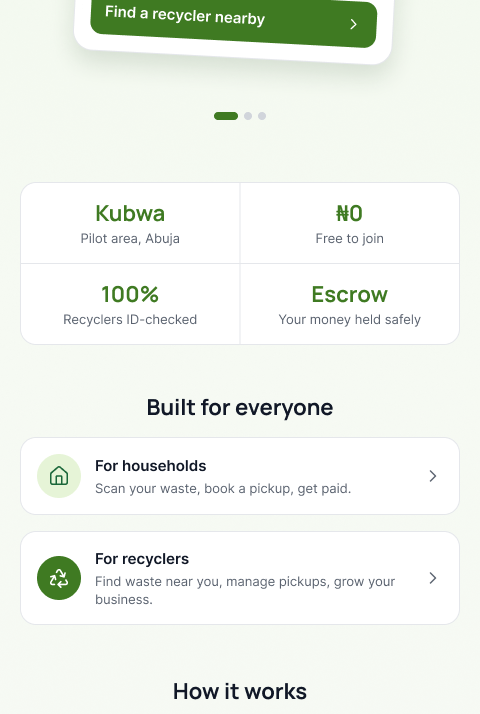 Find a recycler nearby
Kubwa
Pilot area, Abuja
₦0
Free to join
100%
Recyclers ID-checked
Escrow
Your money held safely
Built for everyone
For households
Scan your waste, book a pickup, get paid.
For recyclers
Find waste near you, manage pickups, grow your
business.
How it works